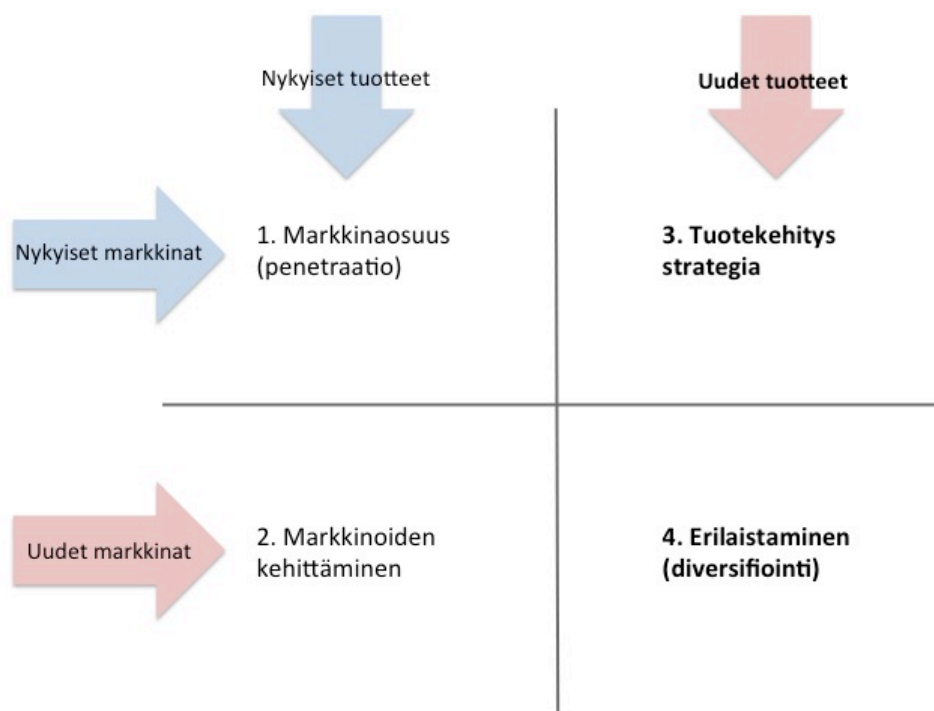 Nykyiset tuotteet
Uudet tuotteet
Nykyiset markkinat
1. Markkinaosuus
(penetraatio)
3. Tuotekehitys
strategia
Uudet markkinat
2. Markkinoiden
kehittäminen
4. Erilaistaminen
(diversifiointi)